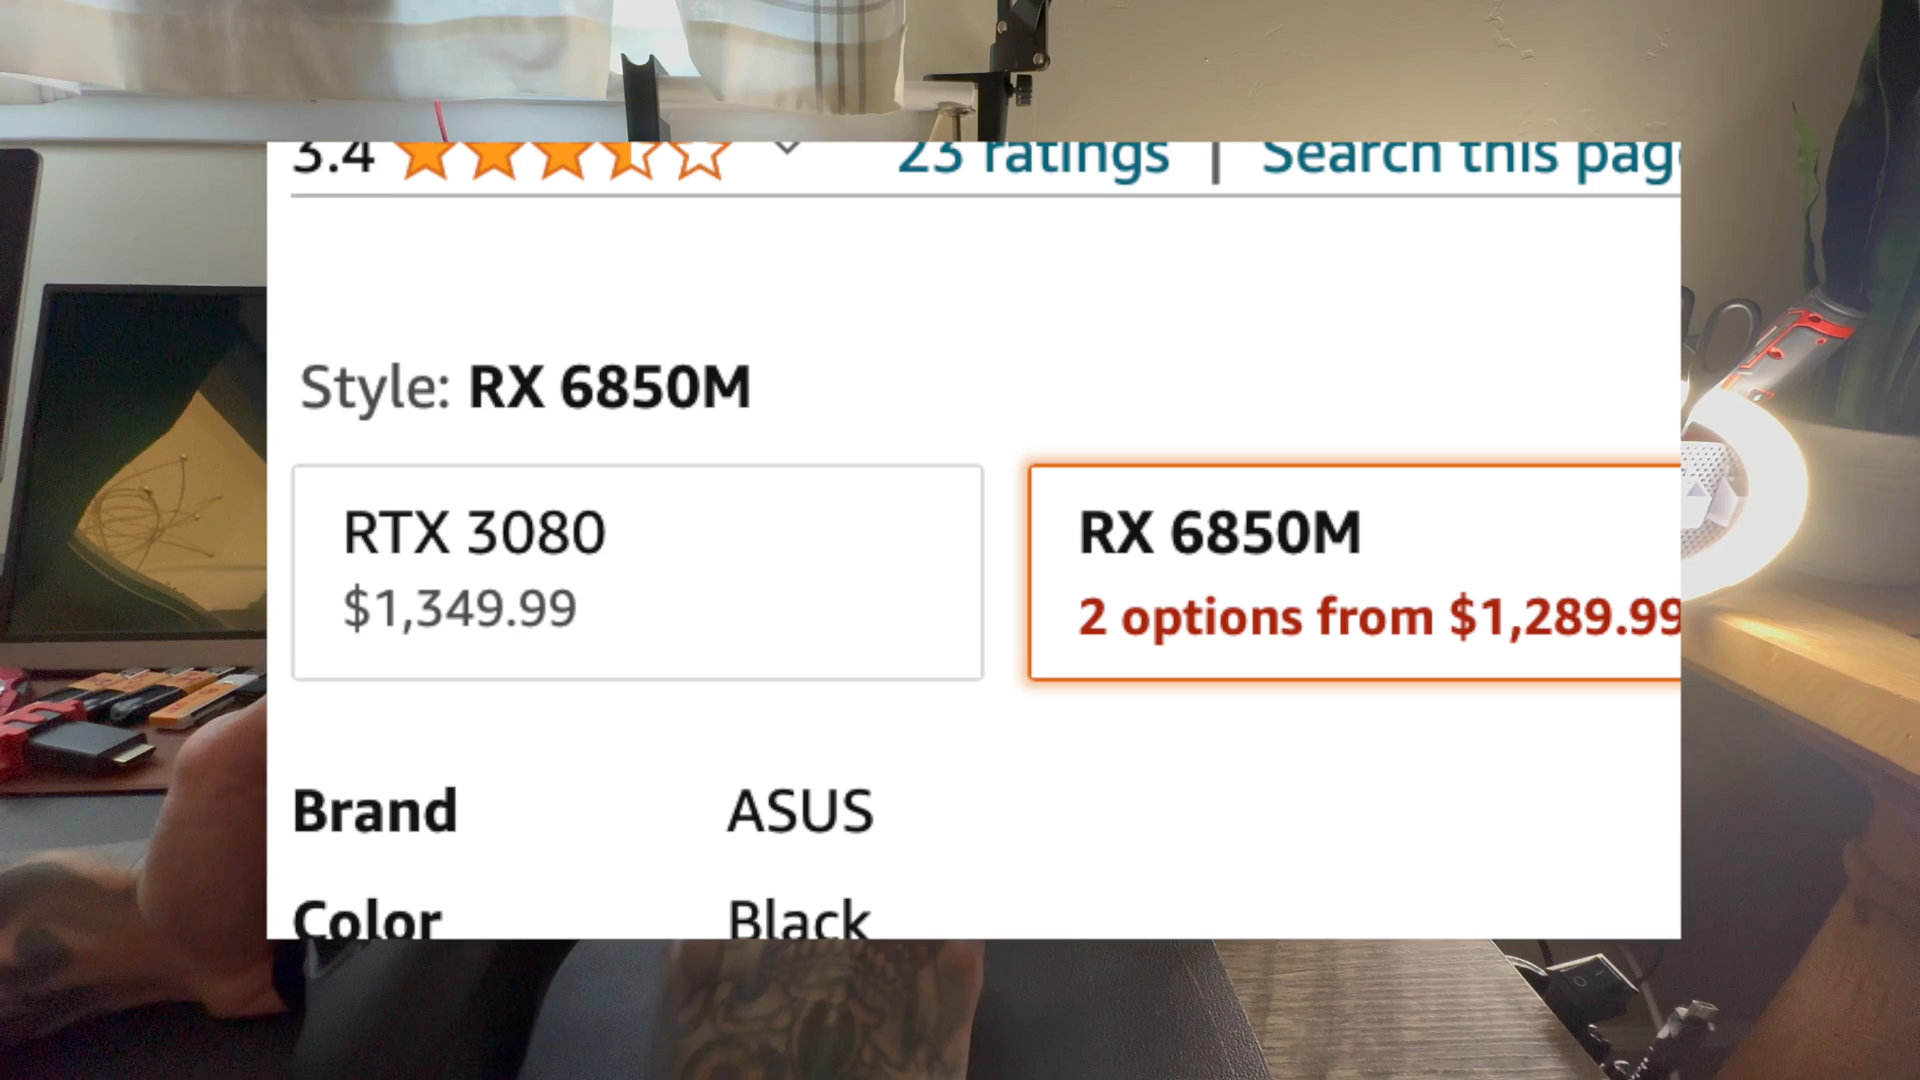 3.4 23 ratings | Search this pag
Style: RX 6850M
RTX 3080
$1,349.99
RX 6850M
2 options from $1,289.99
Brand ASUS
Color Black